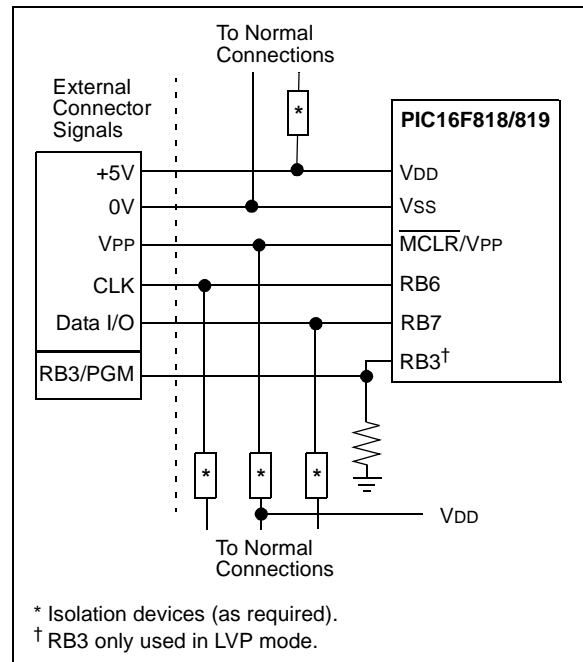 To Normal
Connections
External
Connector
Signals
*
PIC16F818/819
+5V
VDD
0V
VSS
VPP
MCLR/VPP
CLK
RB6
Data I/O
RB7
RB3/PGM
RB3†
*
*
*
VDD
To Normal
Connections
* Isolation devices (as required).
† RB3 only used in LVP mode.